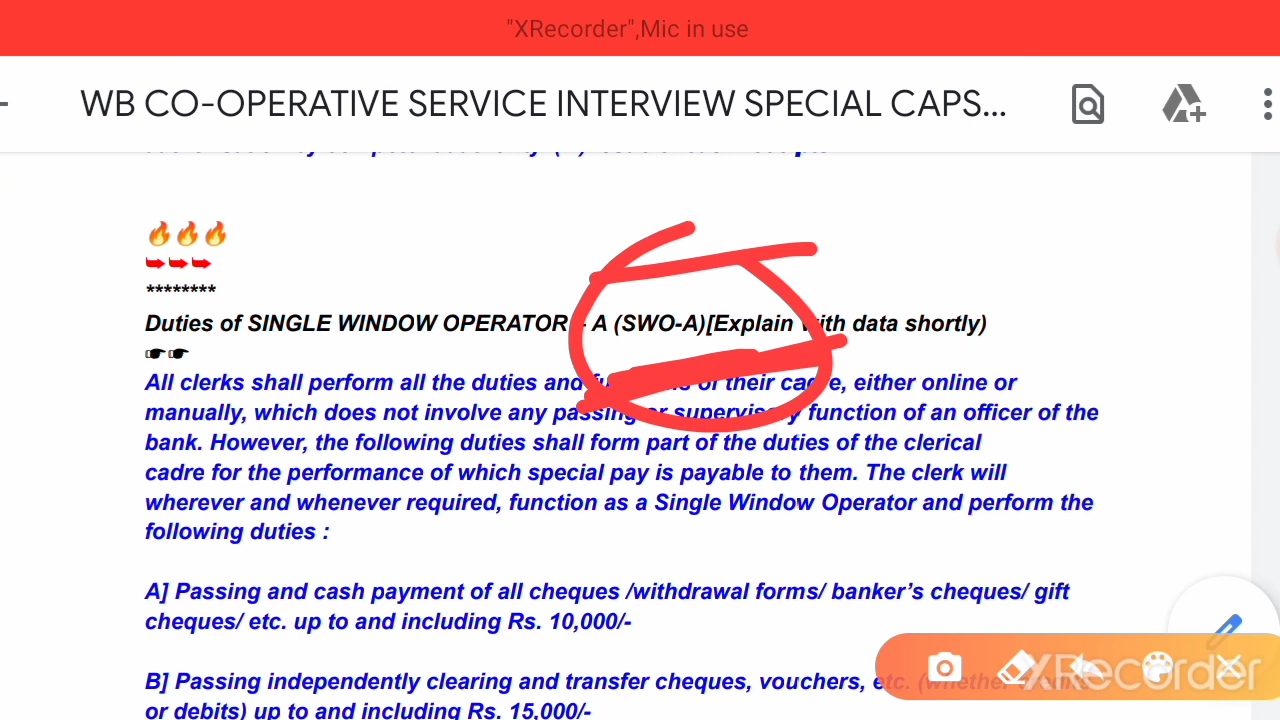 "XRecorder",Mic in use
WB CO-OPERATIVE SERVICE INTERVIEW SPECIAL CAPS...
********
Duties of SINGLE WINDOW OPERATOR - A (SWO-A)[Explain with data shortly)
All clerks shall perform all the duties and functions of their cadre, either online or
manually, which does not involve any passing or supervisory function of an officer of the
bank. However, the following duties shall form part of the duties of the clerical
cadre for the performance of which special pay is payable to them. The clerk will
wherever and whenever required, function as a Single Window Operator and perform the
following duties :
A] Passing and cash payment of all cheques /withdrawal forms/ banker's cheques/ gift
cheques/ etc. up to and including Rs. 10,000/-
B] Passing independently clearing and transfer cheques, vouchers, etc. (whether
or debits) up to and including Rs. 15,000/-
XRecorder